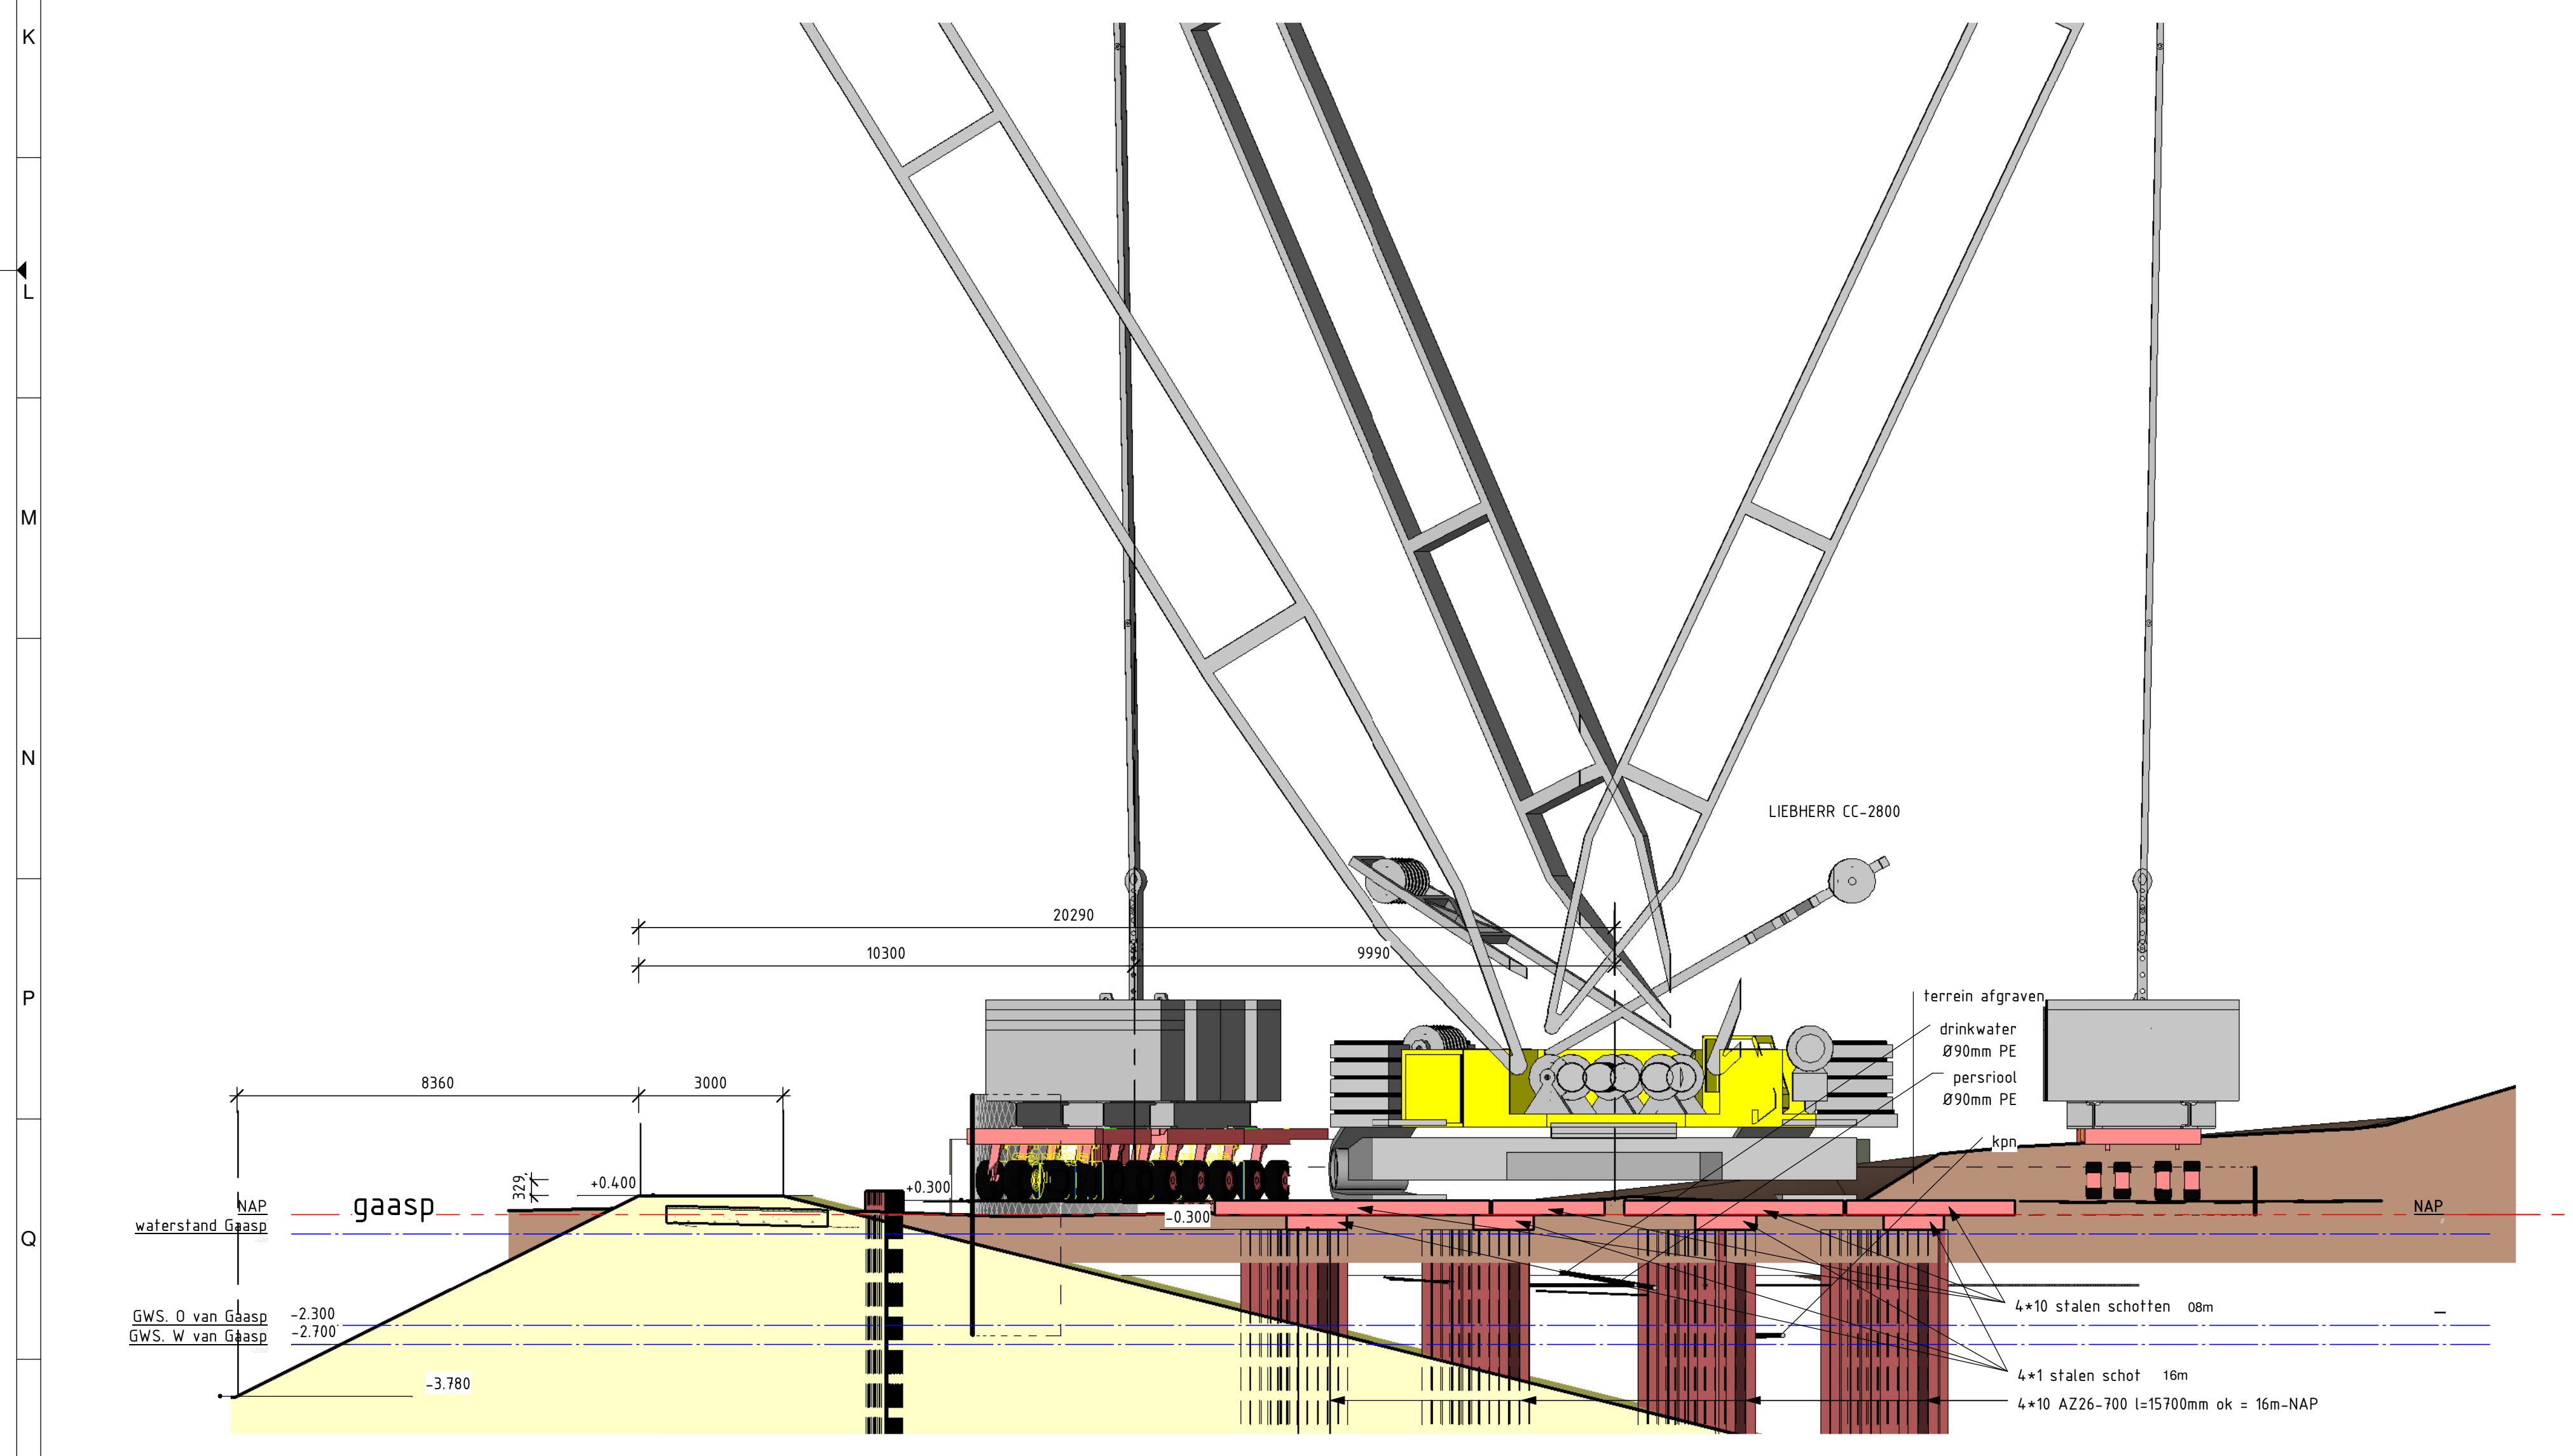 K
L
M
N
P
Q
LIEBHERR CC-2800
20290
10300
9990
terrein afgraven
drinkwater
Ø90mm PE
persriool
Ø90mm PE
kpn
8360
3000
329
+0.400
+0.300
-0.300
NAP
gaasp
waterstand Gaasp
NAP
GWS. O van Gaasp -2.300
GWS. W van Gaasp -2.700
-3.780
4*10 stalen schotten 08m
4*1 stalen schot 16m
4*10 AZ26-700 l=15700mm ok = 16m-NAP